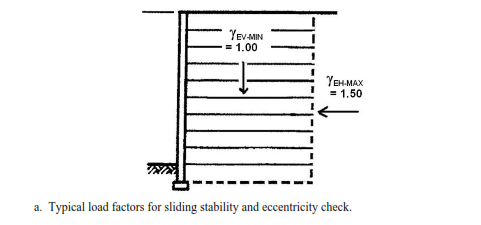 γEV-MIN
= 1.00
γEH-MAX
= 1.50
a. Typical load factors for sliding stability and eccentricity check.